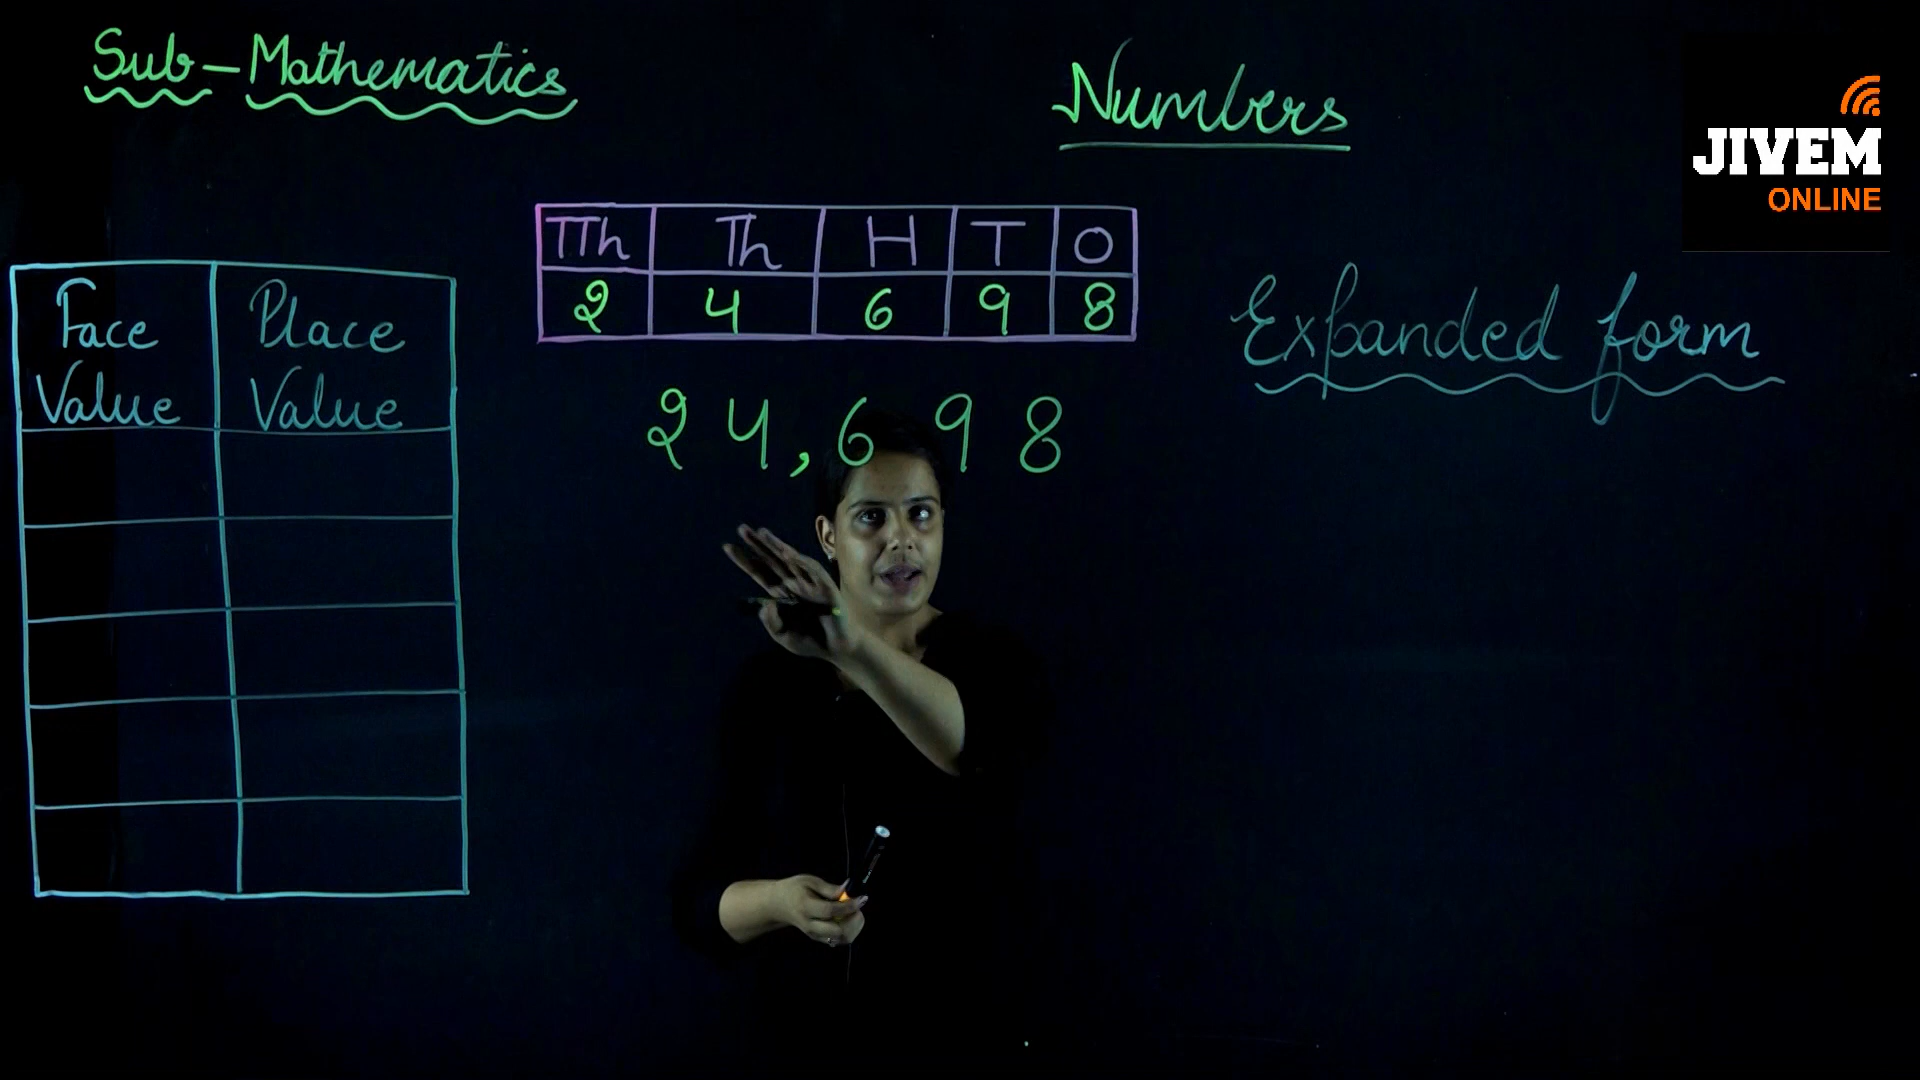 Sub-Mathematics
Numbers
JIVEM
ONLINE
TTh Th H T O
2 4 6 9 8
Face Value
Place Value
24,698
Expanded form